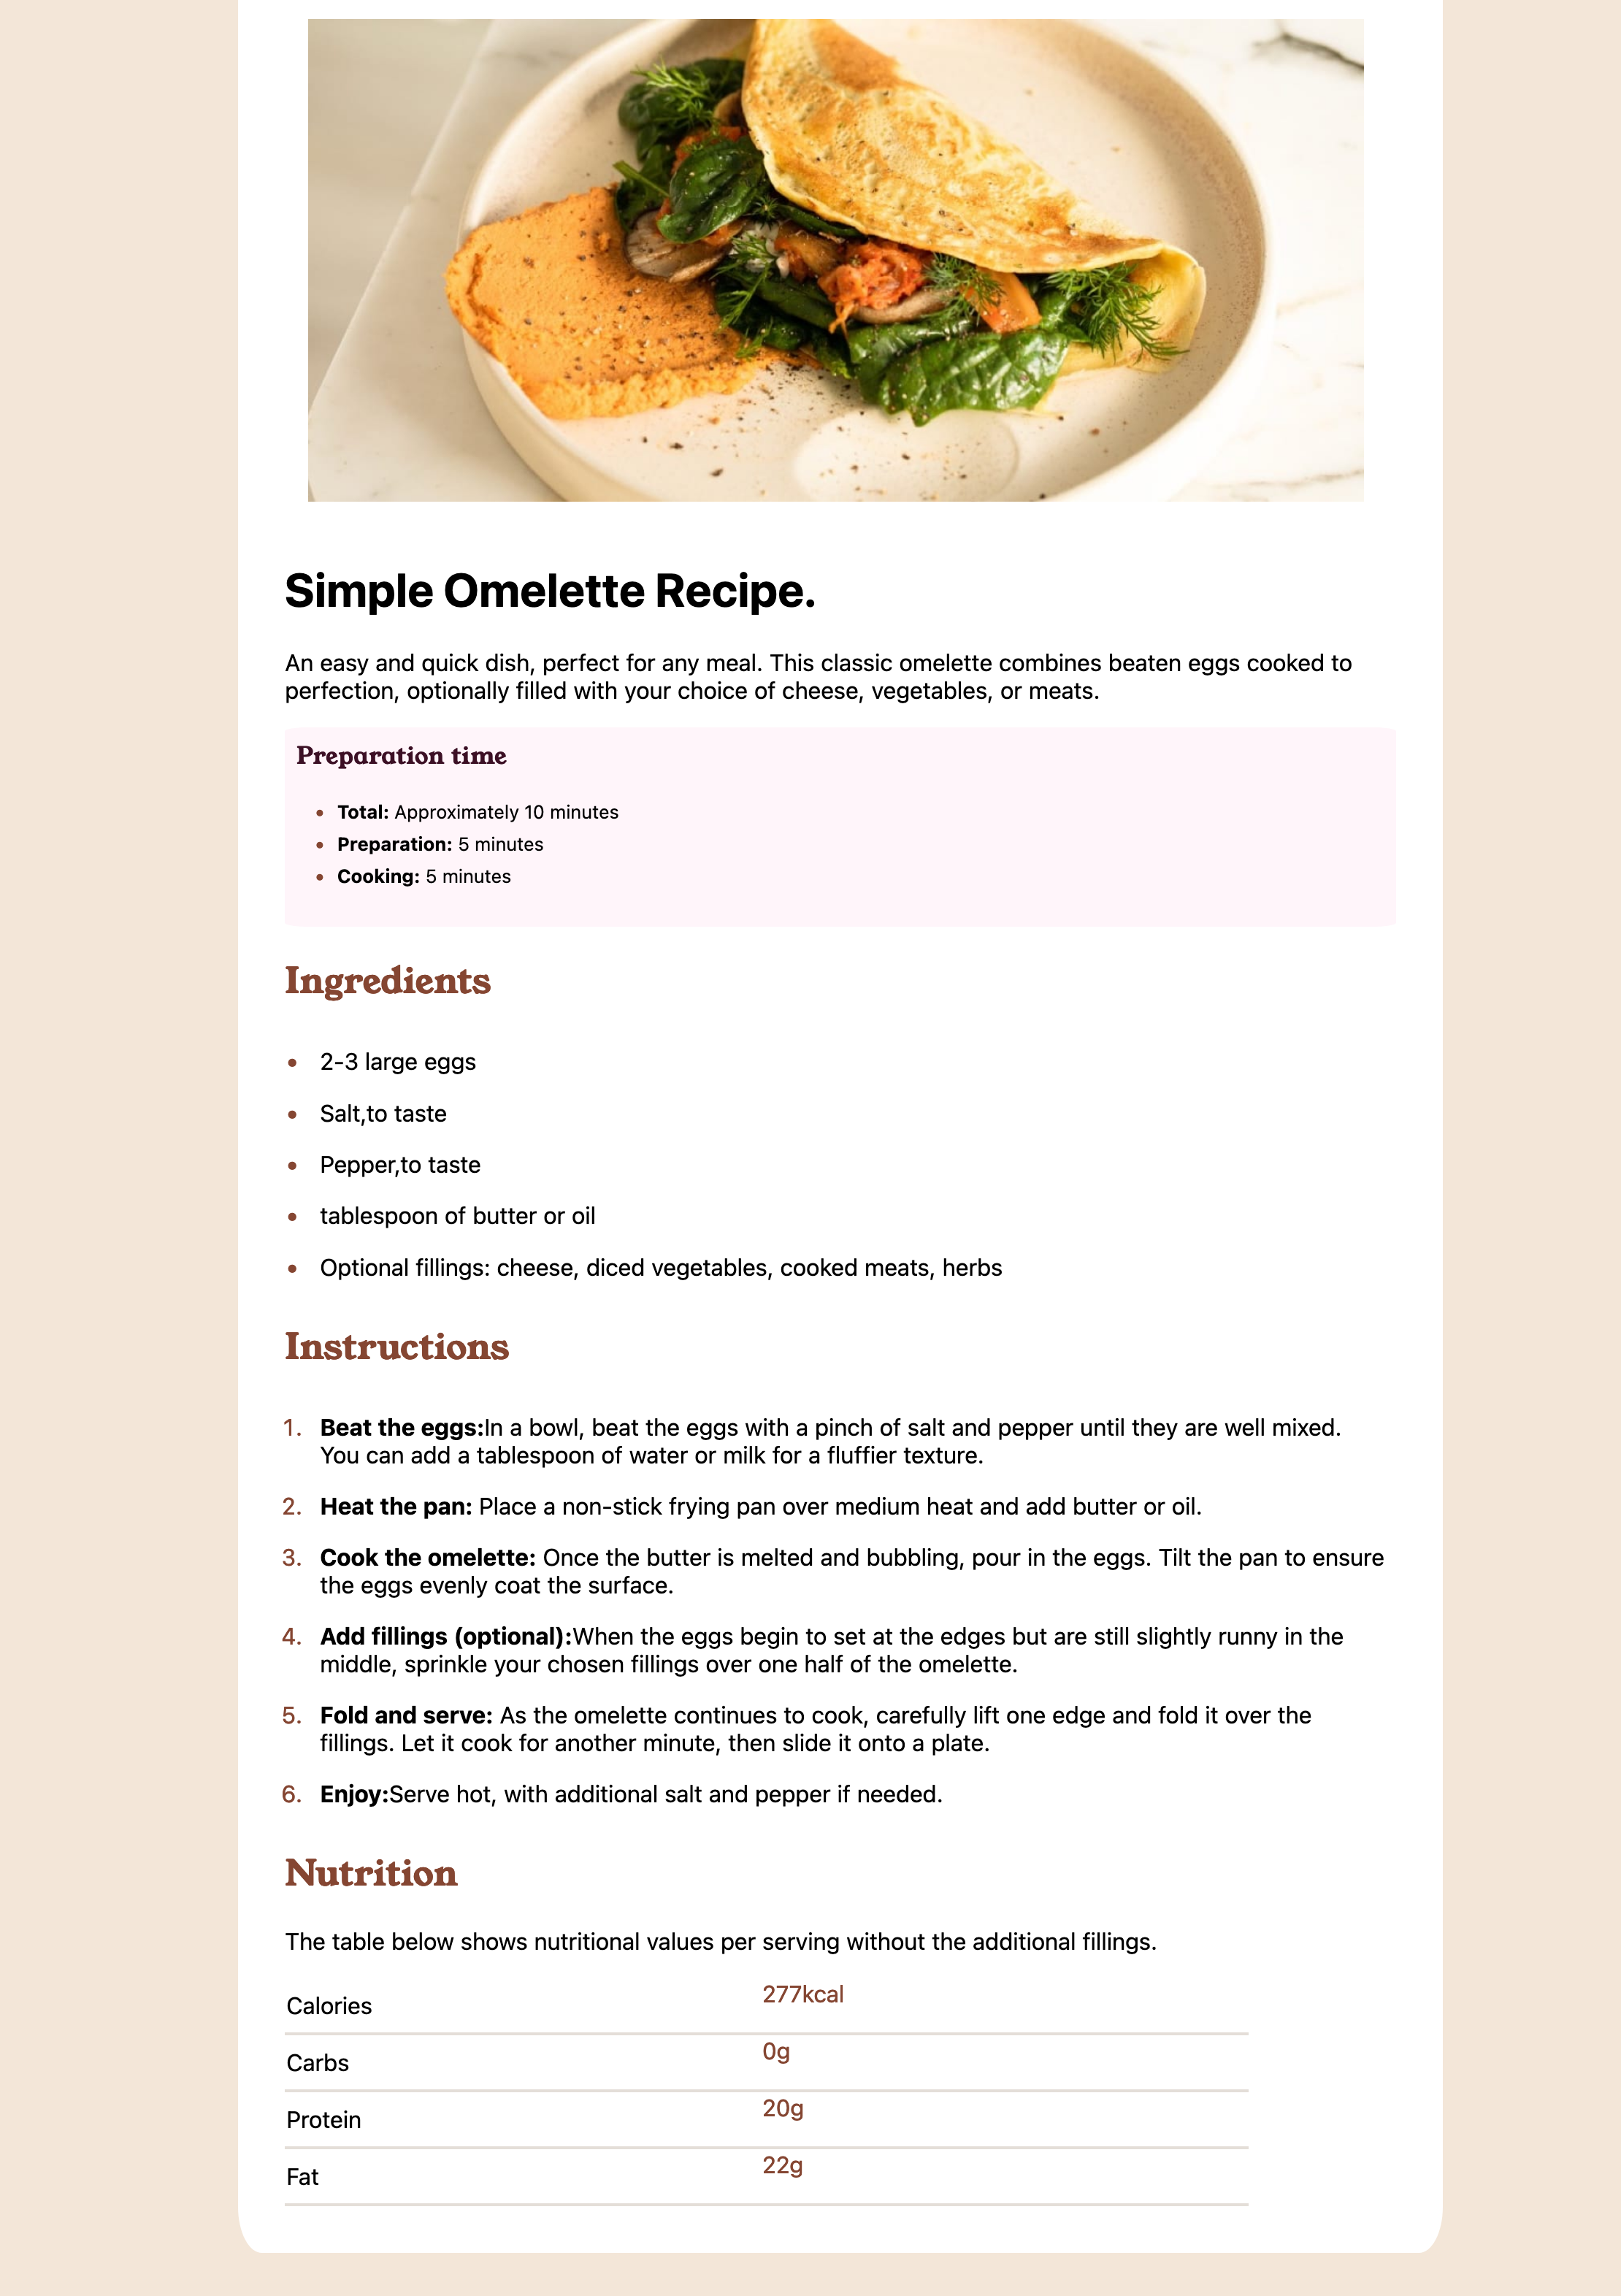 Simple Omelette Recipe.
An easy and quick dish, perfect for any meal. This classic omelette combines beaten eggs cooked to
perfection, optionally filled with your choice of cheese, vegetables, or meats.
Preparation time
• Total: Approximately 10 minutes
• Preparation: 5 minutes
• Cooking: 5 minutes
Ingredients
• 2-3 large eggs
• Salt,to taste
• Pepper,to taste
• tablespoon of butter or oil
• Optional fillings: cheese, diced vegetables, cooked meats, herbs
Instructions
1. Beat the eggs:In a bowl, beat the eggs with a pinch of salt and pepper until they are well mixed.
You can add a tablespoon of water or milk for a fluffier texture.
2. Heat the pan: Place a non-stick frying pan over medium heat and add butter or oil.
3. Cook the omelette: Once the butter is melted and bubbling, pour in the eggs. Tilt the pan to ensure
the eggs evenly coat the surface.
4. Add fillings (optional):When the eggs begin to set at the edges but are still slightly runny in the
middle, sprinkle your chosen fillings over one half of the omelette.
5. Fold and serve: As the omelette continues to cook, carefully lift one edge and fold it over the
fillings. Let it cook for another minute, then slide it onto a plate.
6. Enjoy:Serve hot, with additional salt and pepper if needed.
Nutrition
The table below shows nutritional values per serving without the additional fillings.
Calories 277kcal
Carbs 0g
Protein 20g
Fat 22g